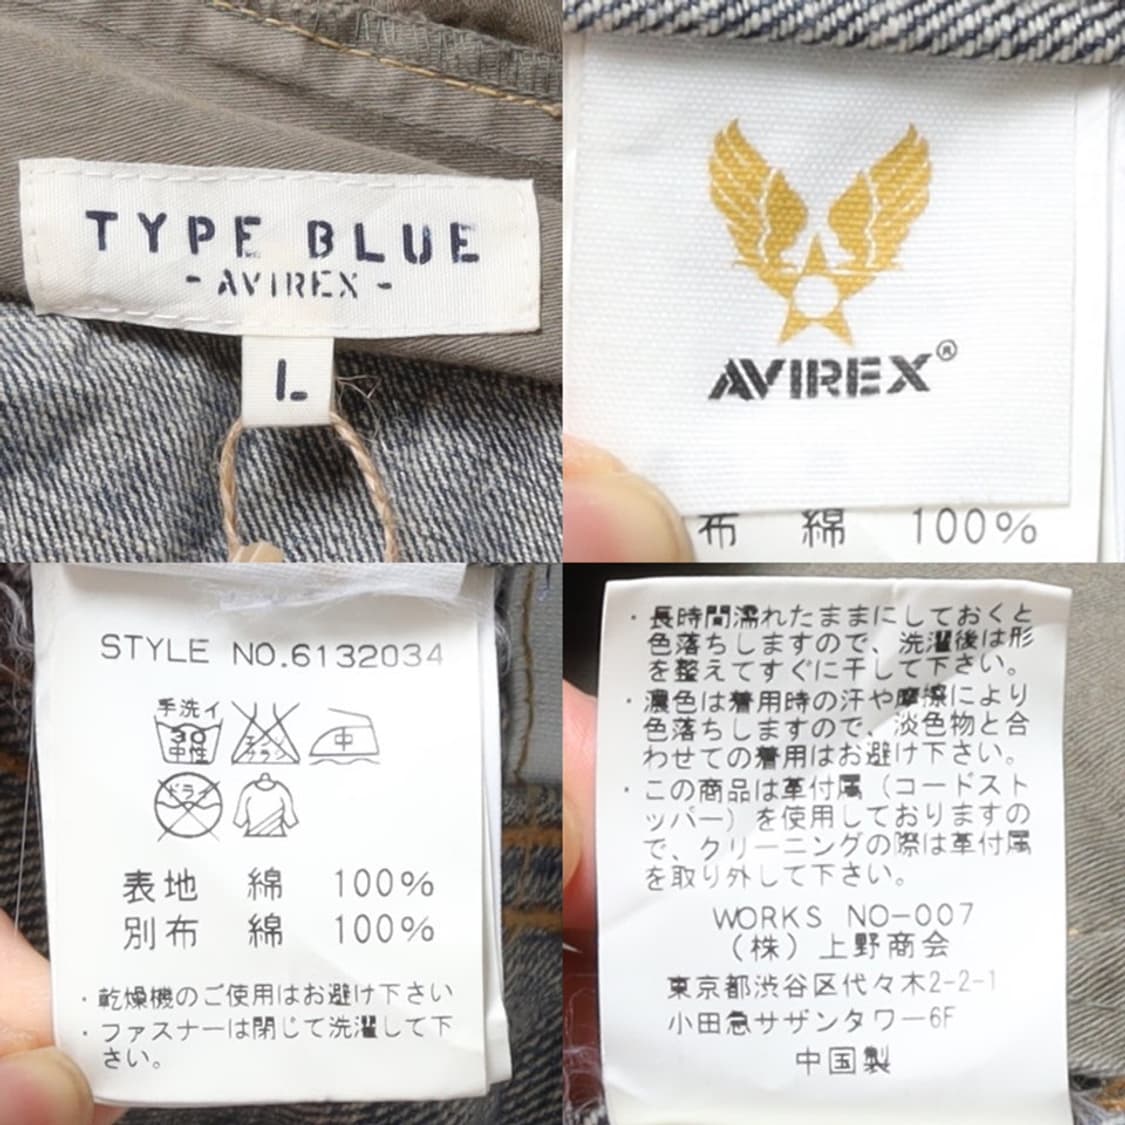 TYPE BLUE
- AVIREX -
L
AVIREX®
布 綿 100%
STYLE NO.6132034
手洗イ
30
中性
エンソ
サラシ
中
ドライ
表地 綿 100%
別布 綿 100%
・乾燥機のご使用はお避け下さい
・ファスナーは閉じて洗濯して下
さい。
・長時間濡れたままにしておくと
色落ちしますので、洗濯後は形
を整えてすぐに干して下さい。
・濃色は着用時の汗や摩擦により
色落ちしますので、淡色物と合
わせての着用はお避け下さい。
・この商品は革付属（コードスト
ッパー）を使用しておりますの
で、クリーニングの際は革付属
を取り外して下さい。
WORKS NO-007
（株）上野商会
東京都渋谷区代々木2-2-1
小田急サザンタワー6F
中国製